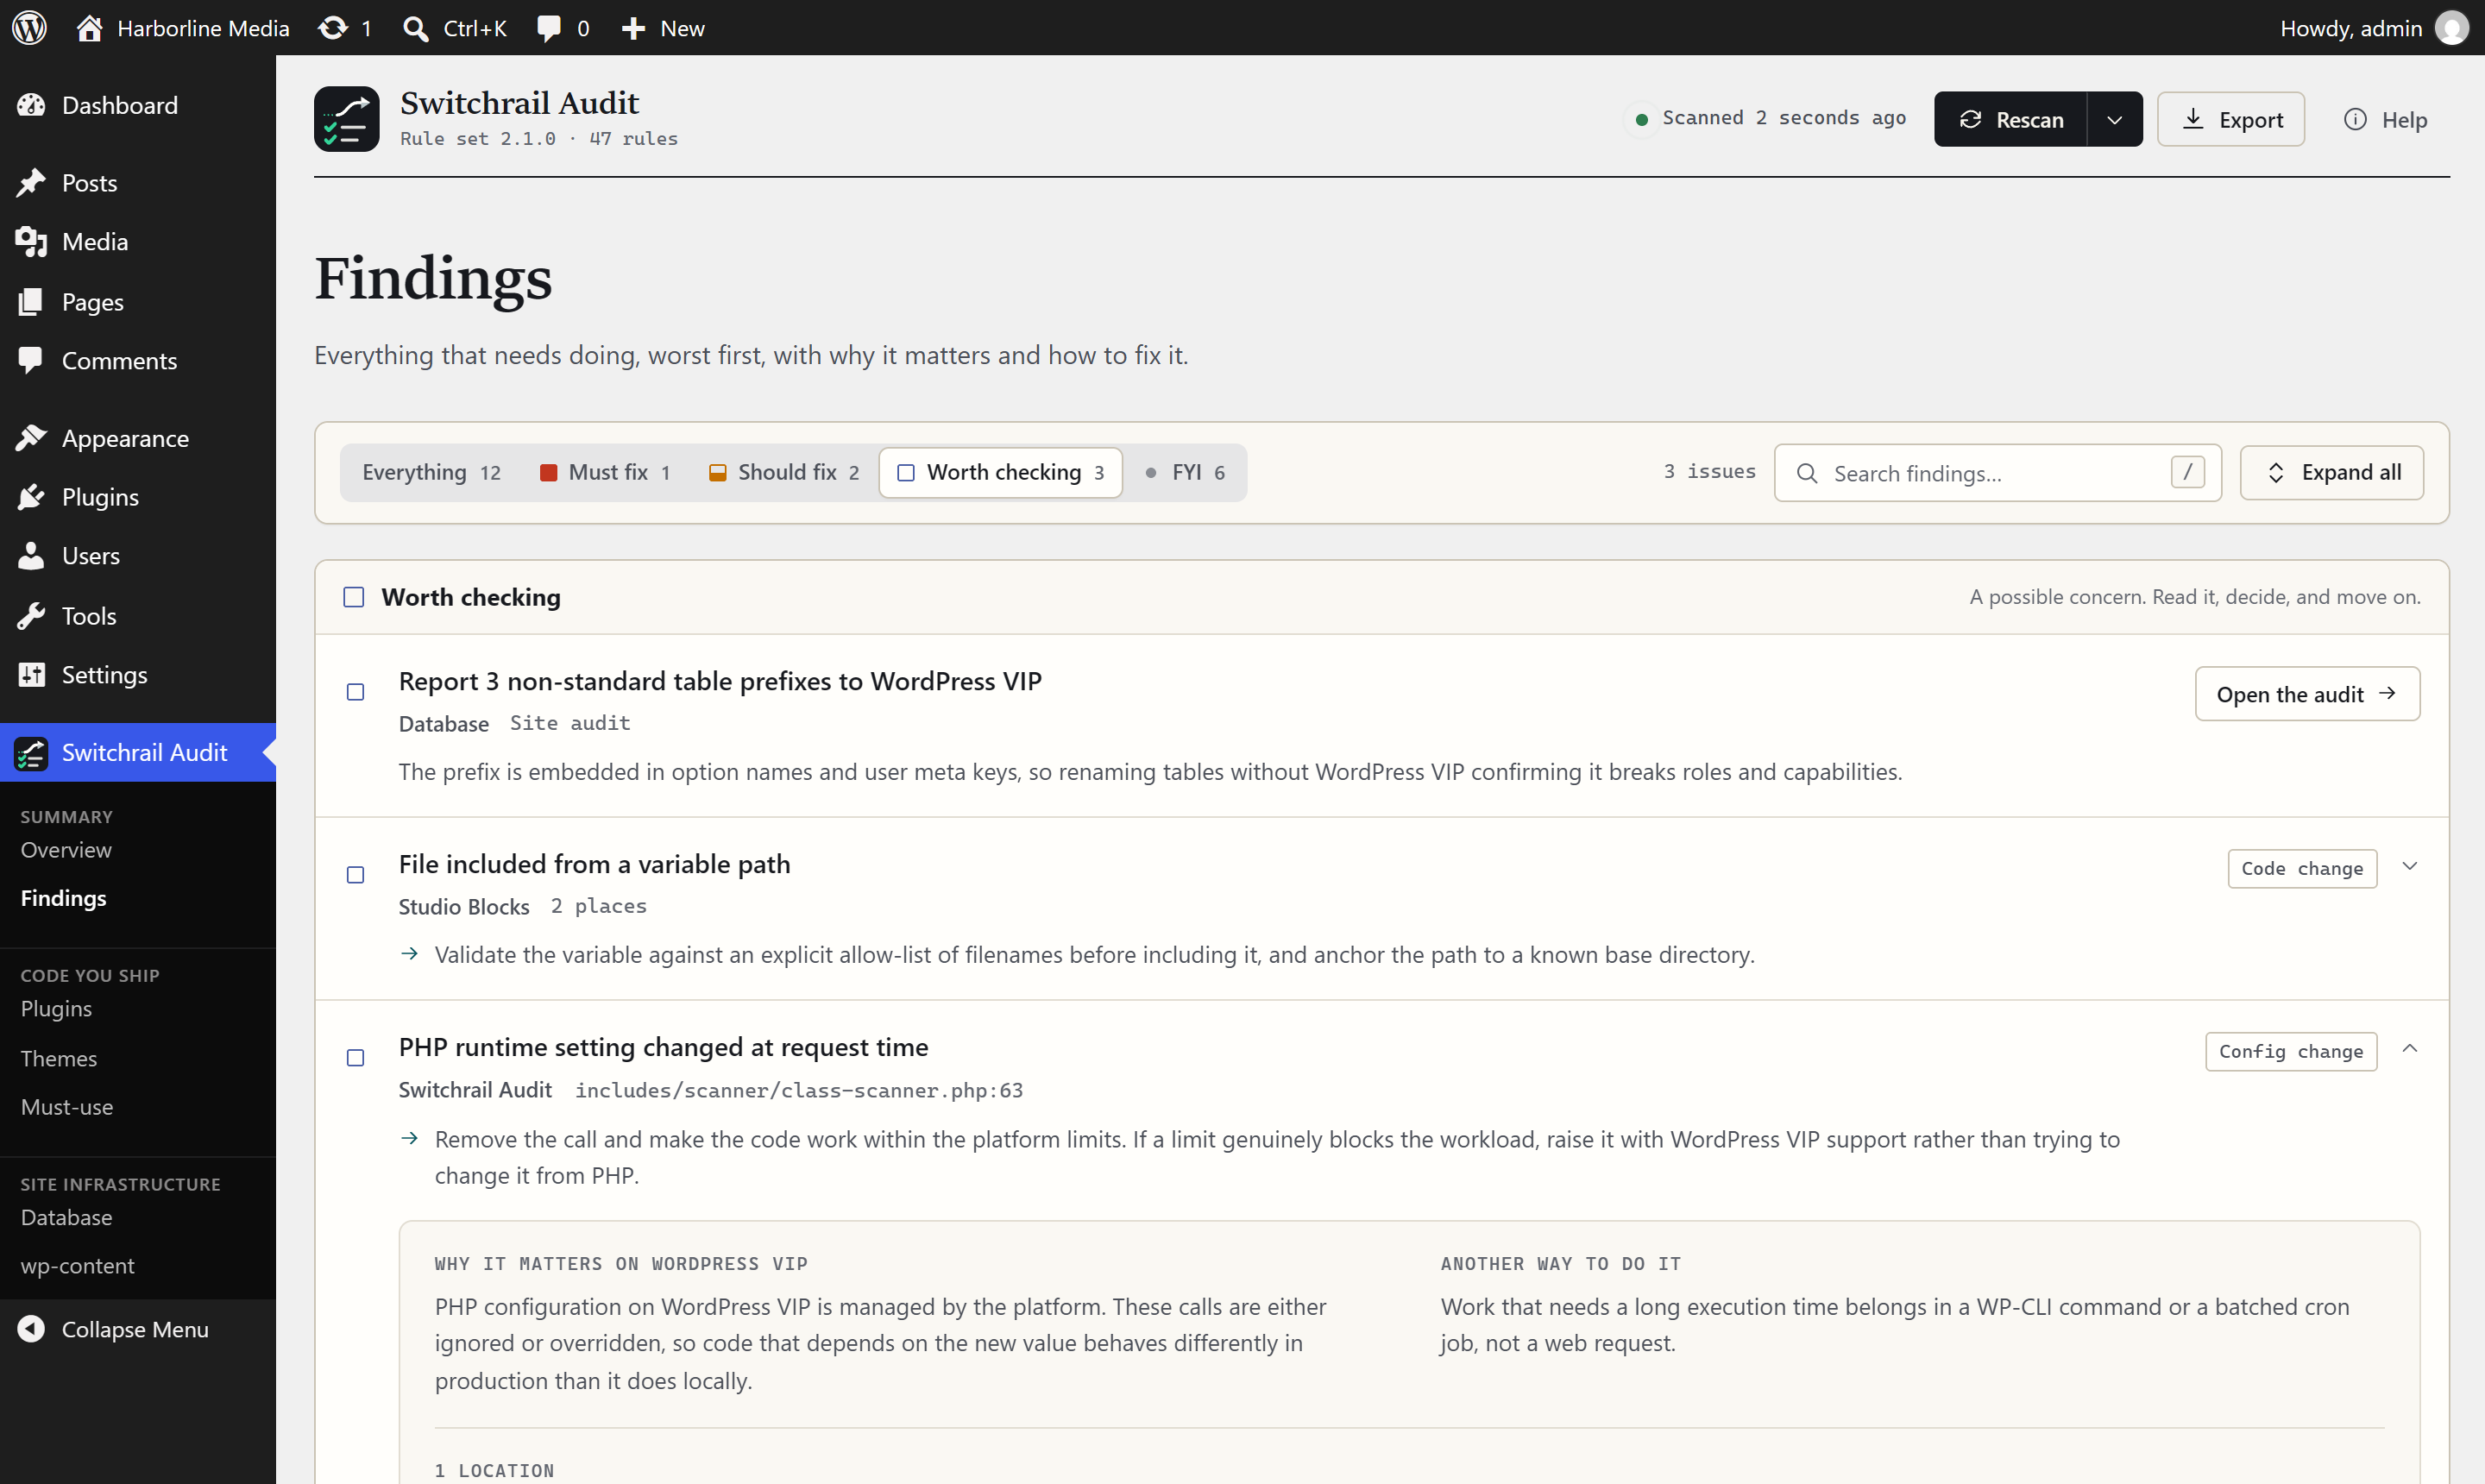 Harborline Media
1
Ctrl+K
0
New
Howdy, admin
Dashboard
Posts
Media
Pages
Comments
Appearance
Plugins
Users
Tools
Settings
Switchrail Audit
SUMMARY
Overview
Findings
CODE YOU SHIP
Plugins
Themes
Must-use
SITE INFRASTRUCTURE
Database
wp-content
Collapse Menu
Switchrail Audit
Rule set 2.1.0 · 47 rules
Scanned 2 seconds ago
Rescan
Export
Help
Findings
Everything that needs doing, worst first, with why it matters and how to fix it.
Everything 12
Must fix 1
Should fix 2
Worth checking 3
FYI 6
3 issues
Search findings...
/
Expand all
Worth checking
A possible concern. Read it, decide, and move on.
Report 3 non-standard table prefixes to WordPress VIP
Database Site audit
The prefix is embedded in option names and user meta keys, so renaming tables without WordPress VIP confirming it breaks roles and capabilities.
Open the audit →
File included from a variable path
Studio Blocks 2 places
→ Validate the variable against an explicit allow-list of filenames before including it, and anchor the path to a known base directory.
Code change
PHP runtime setting changed at request time
Switchrail Audit includes/scanner/class-scanner.php:63
→ Remove the call and make the code work within the platform limits. If a limit genuinely blocks the workload, raise it with WordPress VIP support rather than trying to
change it from PHP.
Config change
WHY IT MATTERS ON WORDPRESS VIP
PHP configuration on WordPress VIP is managed by the platform. These calls are either
ignored or overridden, so code that depends on the new value behaves differently in
production than it does locally.
ANOTHER WAY TO DO IT
Work that needs a long execution time belongs in a WP-CLI command or a batched cron
job, not a web request.
1 LOCATION